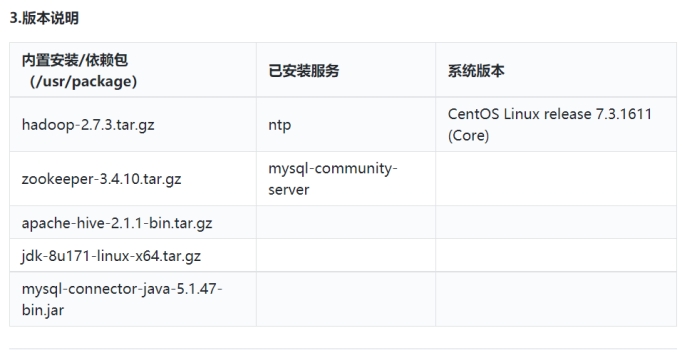 3.版本说明
内置安装/依赖包
（/usr/package）
已安装服务
系统版本
hadoop-2.7.3.tar.gz
ntp
CentOS Linux release 7.3.1611
(Core)
zookeeper-3.4.10.tar.gz
mysql-community-
server
apache-hive-2.1.1-bin.tar.gz
jdk-8u171-linux-x64.tar.gz
mysql-connector-java-5.1.47-
bin.jar